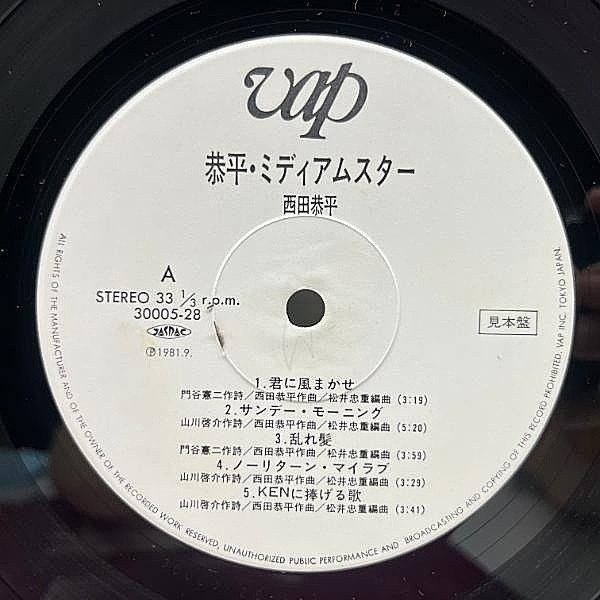 vap
恭平・ミディアムスター
西田恭平
A
STEREO 33 1/3 r.p.m.
30005-28
JASRAC
Ⓟ1981.9.
見本盤
1.君に風まかせ
門谷憲二作詩/西田恭平作曲/松井忠重編曲 (3:19)
2.サンデー・モーニング
山川啓介作詩/西田恭平作曲/松井忠重編曲 (5:20)
3.乱れ髪
門谷憲二作詩/西田恭平作曲/松井忠重編曲 (3:59)
4.ノーリターン・マイラブ
山川啓介作詩/西田恭平作曲/松井忠重編曲 (3:29)
5.KENに捧げる歌
山川啓介作詩/西田恭平作曲/松井忠重編曲 (3:41)
ALL RIGHTS OF THE MANUFACTURER AND OF THE OWNER OF THE RECORDED WORK RESERVED, UNAUTHORIZED PUBLIC PERFORMANCE AND BROADCASTING AND COPYING OF THIS RECORD PROHIBITED. VAP INC. TOKYO JAPAN.